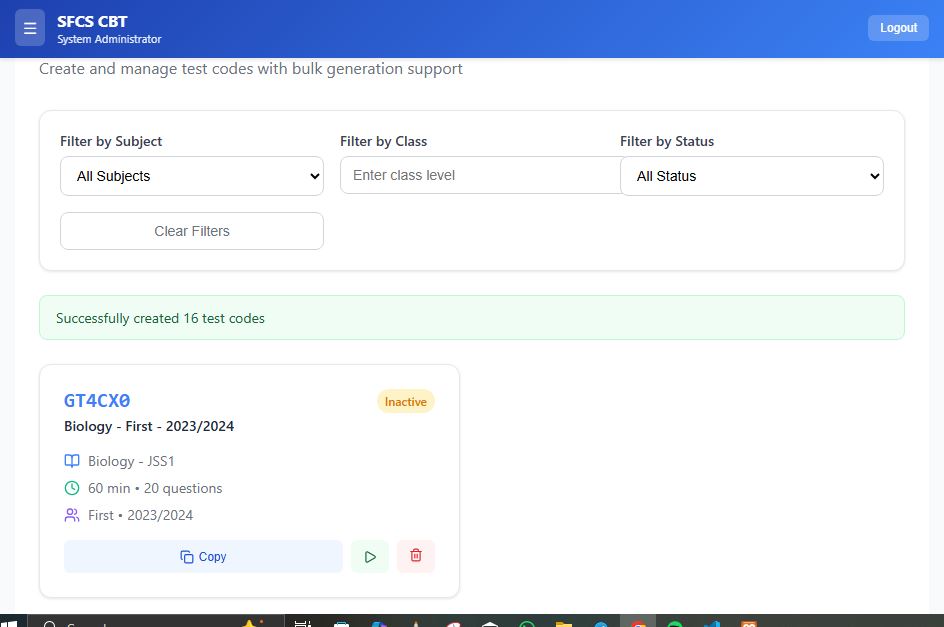 SFCS CBT
System Administrator
Logout
Create and manage test codes with bulk generation support
Filter by Subject
Filter by Class
Filter by Status
All Subjects
Enter class level
All Status
Clear Filters
Successfully created 16 test codes
GT4CX0
Inactive
Biology - First - 2023/2024
Biology - JSS1
60 min • 20 questions
First • 2023/2024
Copy